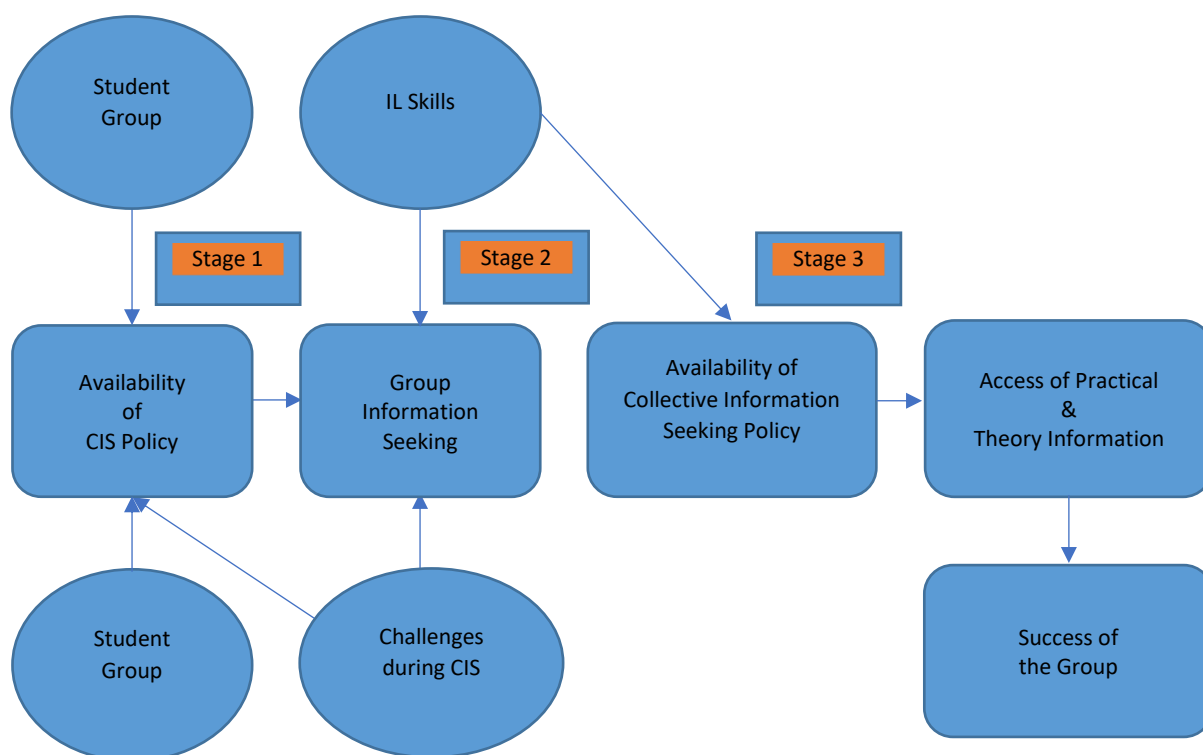 Student
Group
IL Skills
Stage 1
Stage 2
Stage 3
Availability
of
CIS Policy
Group
Information
Seeking
Availability of
Collective Information
Seeking Policy
Access of Practical
&
Theory Information
Student
Group
Challenges
during CIS
Success of
the Group